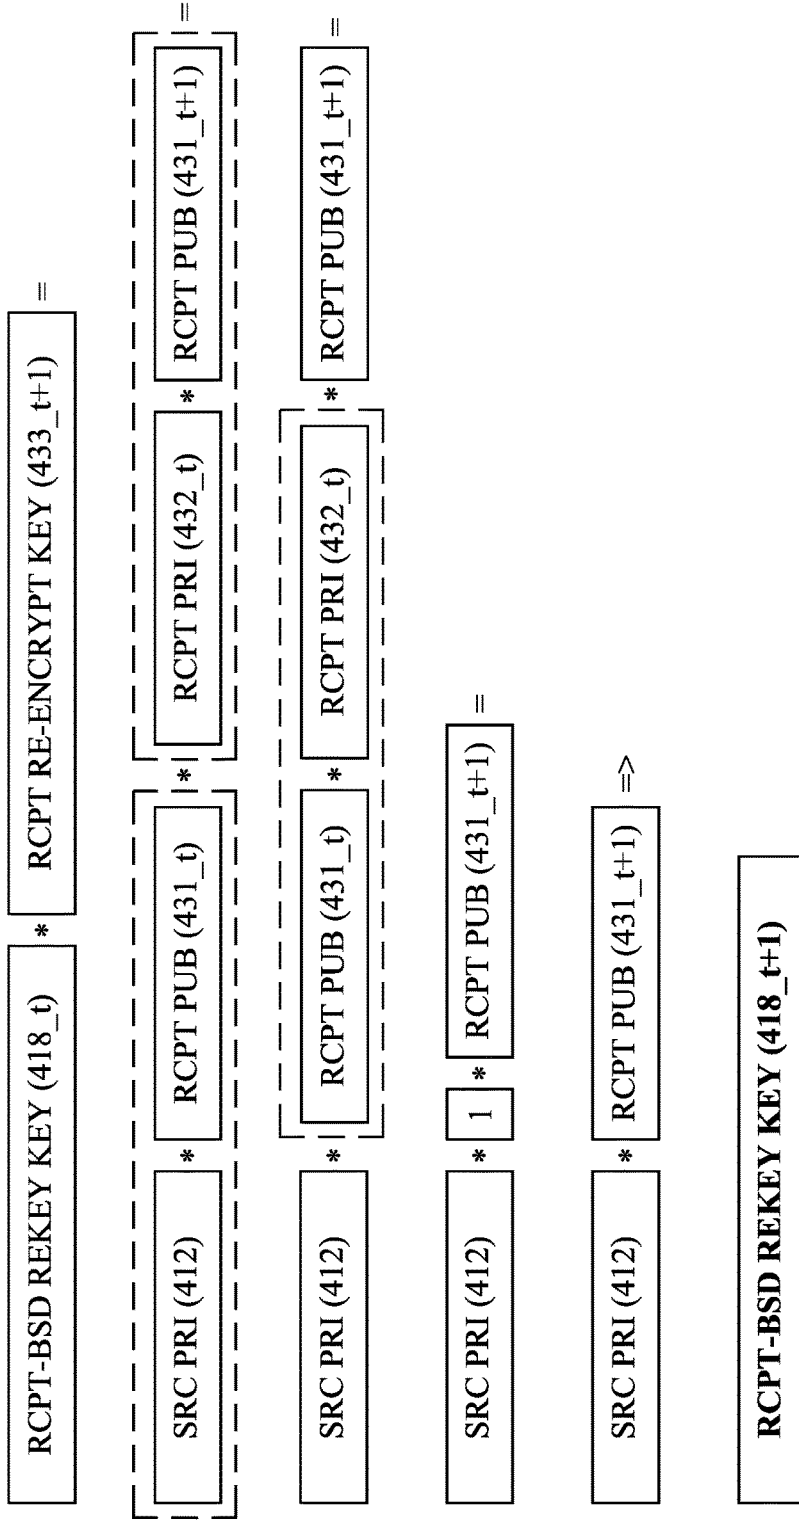 RCPT-BSD REKEY KEY (418_t) * RCPT RE-ENCRYPT KEY (433_t+1) =
SRC PRI (412) * RCPT PUB (431_t) * RCPT PRI (432_t) * RCPT PUB (431_t+1) =
SRC PRI (412) * RCPT PUB (431_t) * RCPT PRI (432_t) * RCPT PUB (431_t+1) =
SRC PRI (412) * 1 * RCPT PUB (431_t+1) =
SRC PRI (412) * RCPT PUB (431_t+1) =>
RCPT-BSD REKEY KEY (418_t+1)